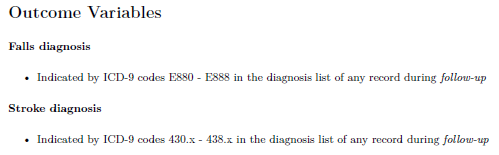 Outcome Variables
Falls diagnosis
• Indicated by ICD-9 codes E880 - E888 in the diagnosis list of any record during follow-up
Stroke diagnosis
• Indicated by ICD-9 codes 430.x - 438.x in the diagnosis list of any record during follow-up